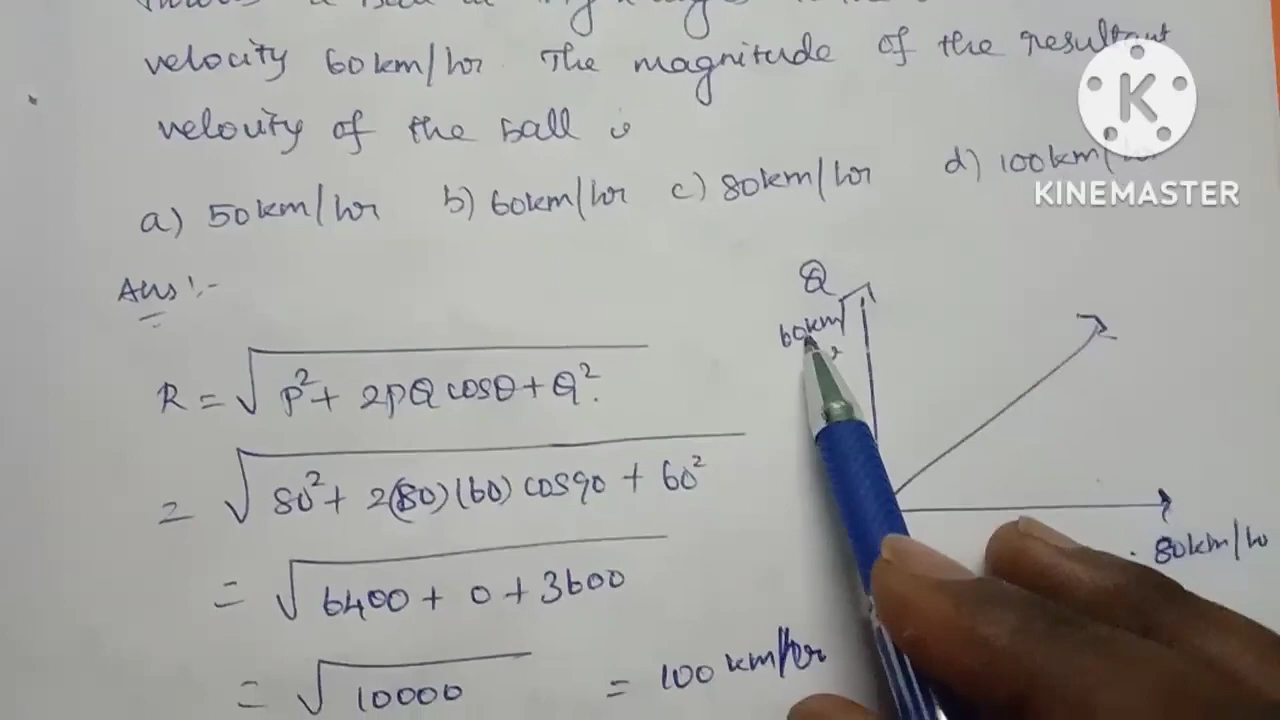 velocity 60km/hr. The magnitude of the resultant
velocity of the ball is
a) 50km/hr b) 60km/hr c) 80km/hr d) 100km/hr
K
KINEMASTER
Ans :-
Q
60km/
R = √P² + 2PQ cosθ + Q².
= √80² + 2(80)(60) cos90 + 60²
80km/hr
= √6400 + 0 + 3600
= √10000 = 100 km/hr